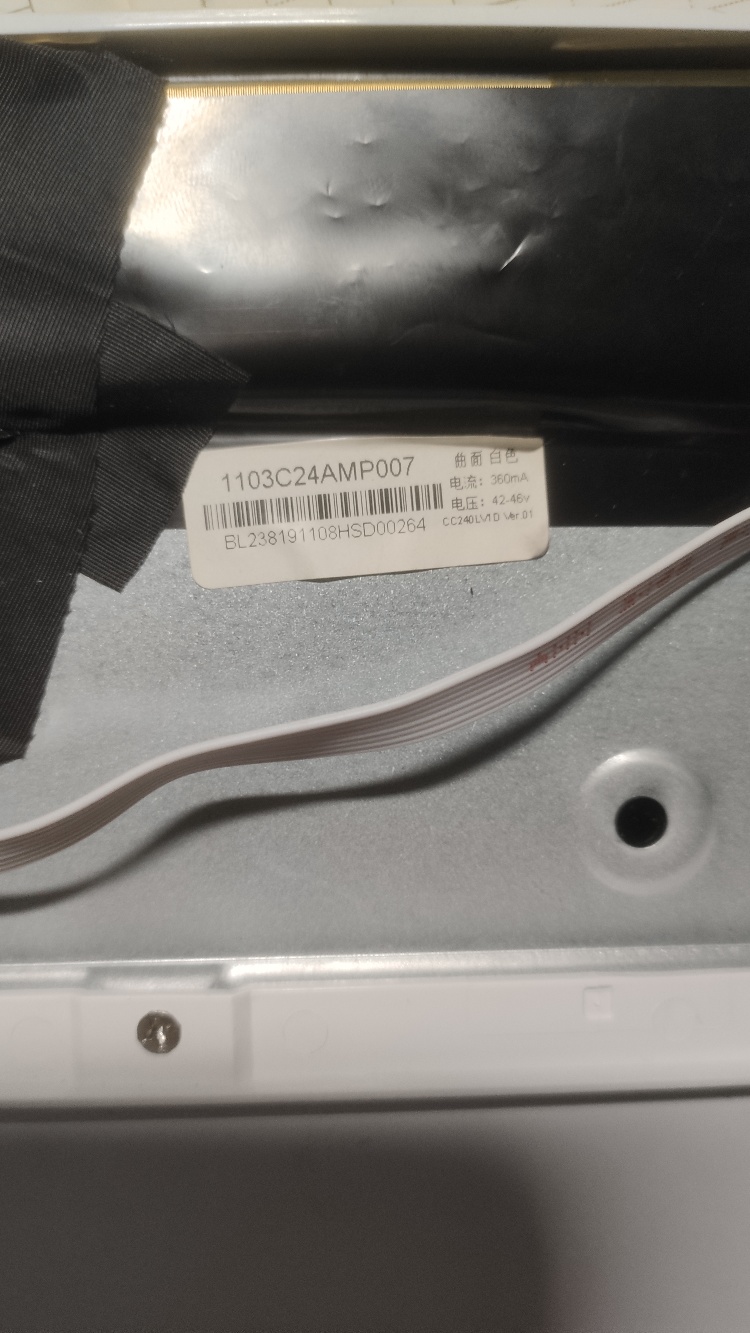 1103C24AMP007
BL238191108HSD00264
曲面 白色
电流: 360mA
电压: 42-46v
CC240LV1D Ver.01